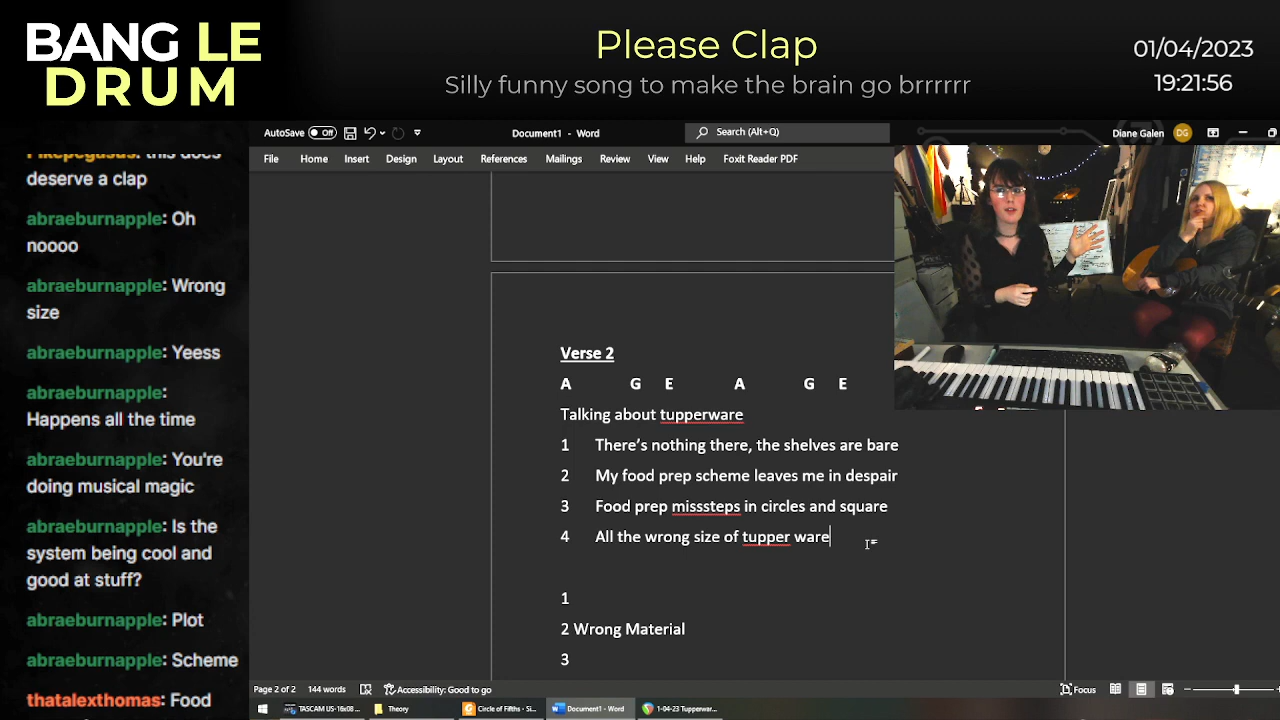 BANG LE
DRUM
Please Clap
Silly funny song to make the brain go brrrrrr
01/04/2023
19:21:56
Pikepegasus: this does
deserve a clap
abraeburnapple: Oh
noooo
abraeburnapple: Wrong
size
abraeburnapple: Yeess
abraeburnapple:
Happens all the time
abraeburnapple: You're
doing musical magic
abraeburnapple: Is the
system being cool and
good at stuff?
abraeburnapple: Plot
abraeburnapple: Scheme
thatalexthomas: Food
AutoSave Off
Document1 - Word
Search (Alt+Q)
Diane Galen DG
File Home Insert Design Layout References Mailings Review View Help Foxit Reader PDF
Verse 2
A G E A G E
Talking about tupperware
1 There's nothing there, the shelves are bare
2 My food prep scheme leaves me in despair
3 Food prep misssteps in circles and square
4 All the wrong size of tupper ware
1
2 Wrong Material
3
Page 2 of 2 144 words Accessibility: Good to go Focus
TASCAM US-16x08 ... Theory Circle of Fifths - Si... Document1 - Word 1-04-23 Tupperwar...